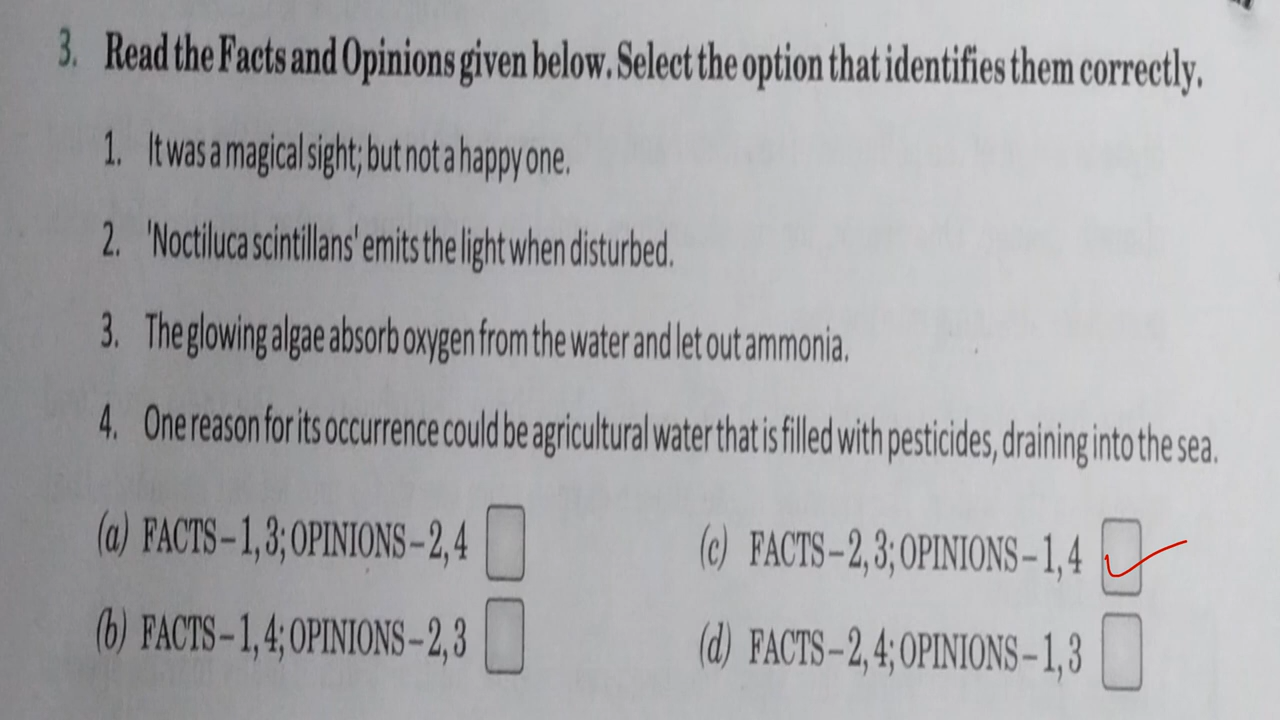 3. Read the Facts and Opinions given below. Select the option that identifies them correctly.
1. It was a magical sight; but not a happy one.
2. 'Noctiluca scintillans' emits the light when disturbed.
3. The glowing algae absorb oxygen from the water and let out ammonia.
4. One reason for its occurrence could be agricultural water that is filled with pesticides, draining into the sea.
(a) FACTS – 1, 3; OPINIONS – 2, 4
(c) FACTS – 2, 3; OPINIONS – 1, 4
(b) FACTS – 1, 4; OPINIONS – 2, 3
(d) FACTS – 2, 4; OPINIONS – 1, 3